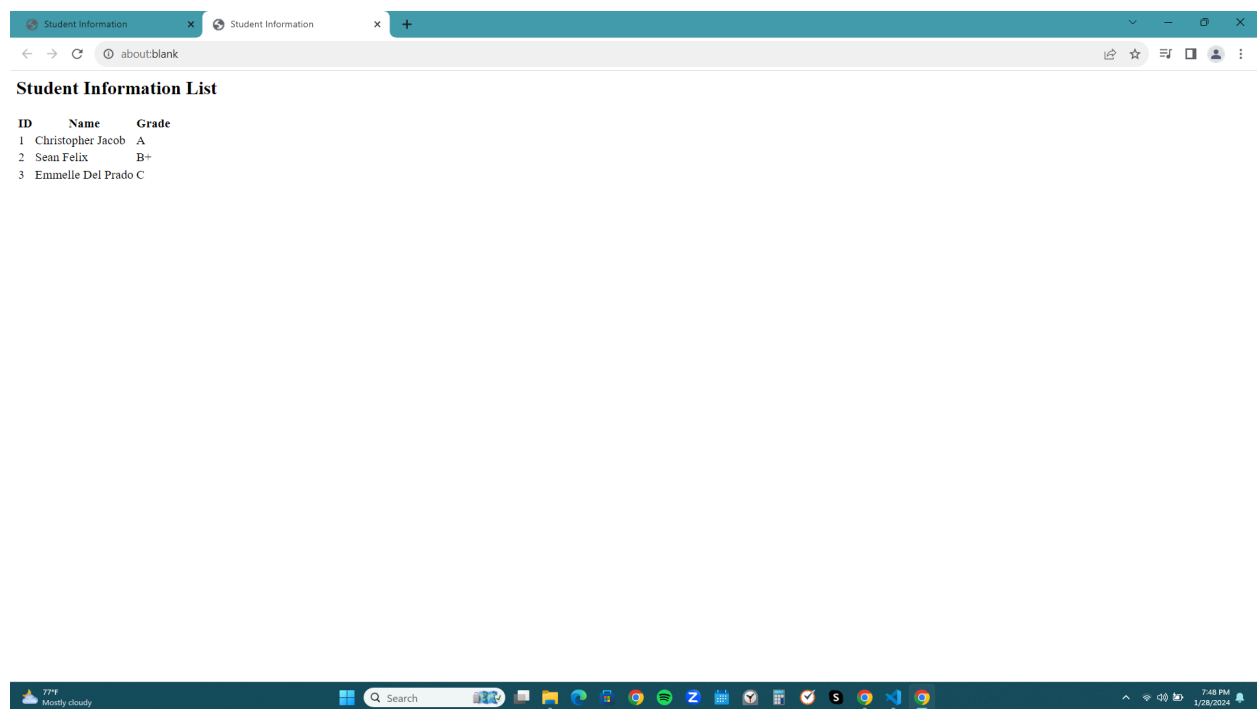 Student Information
Student Information
about:blank
Student Information List
ID Name Grade
1 Christopher Jacob A
2 Sean Felix B+
3 Emmelle Del Prado C
77°F
Mostly cloudy
Search
7:48 PM
1/28/2024